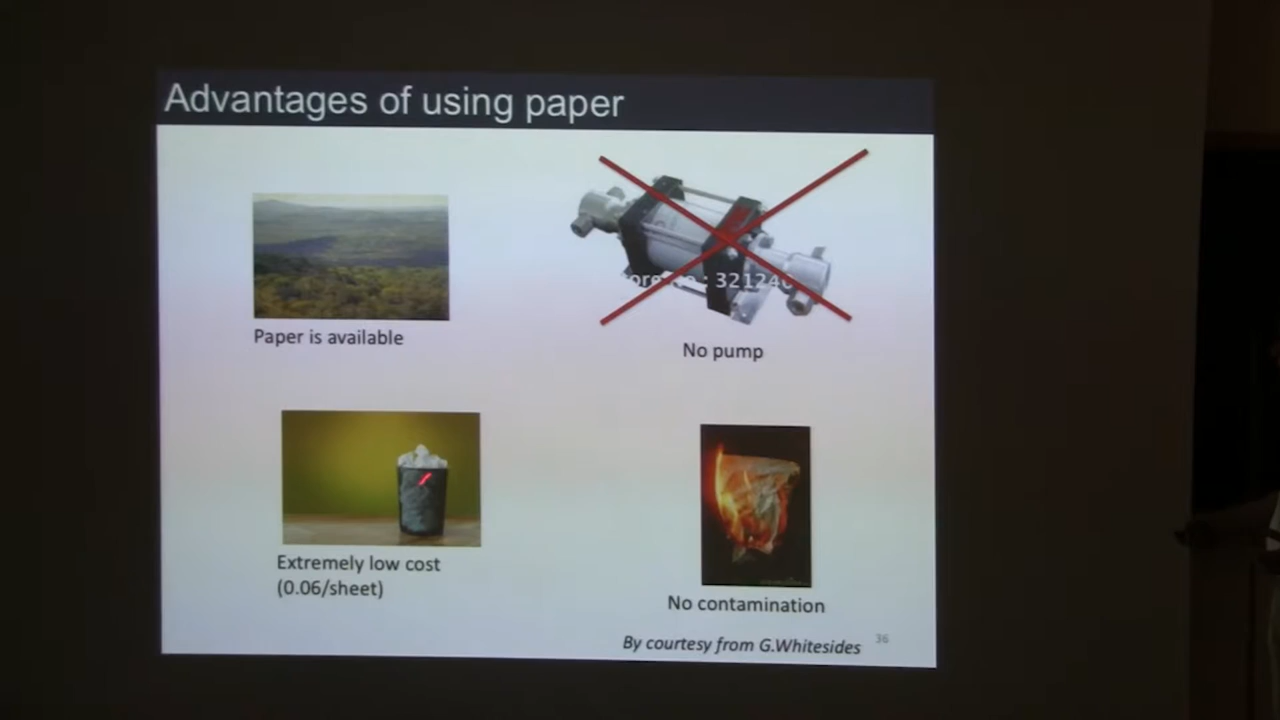 Advantages of using paper
Paper is available
No pump
: 32124
Extremely low cost
(0.06/sheet)
No contamination
By courtesy from G.Whitesides
36